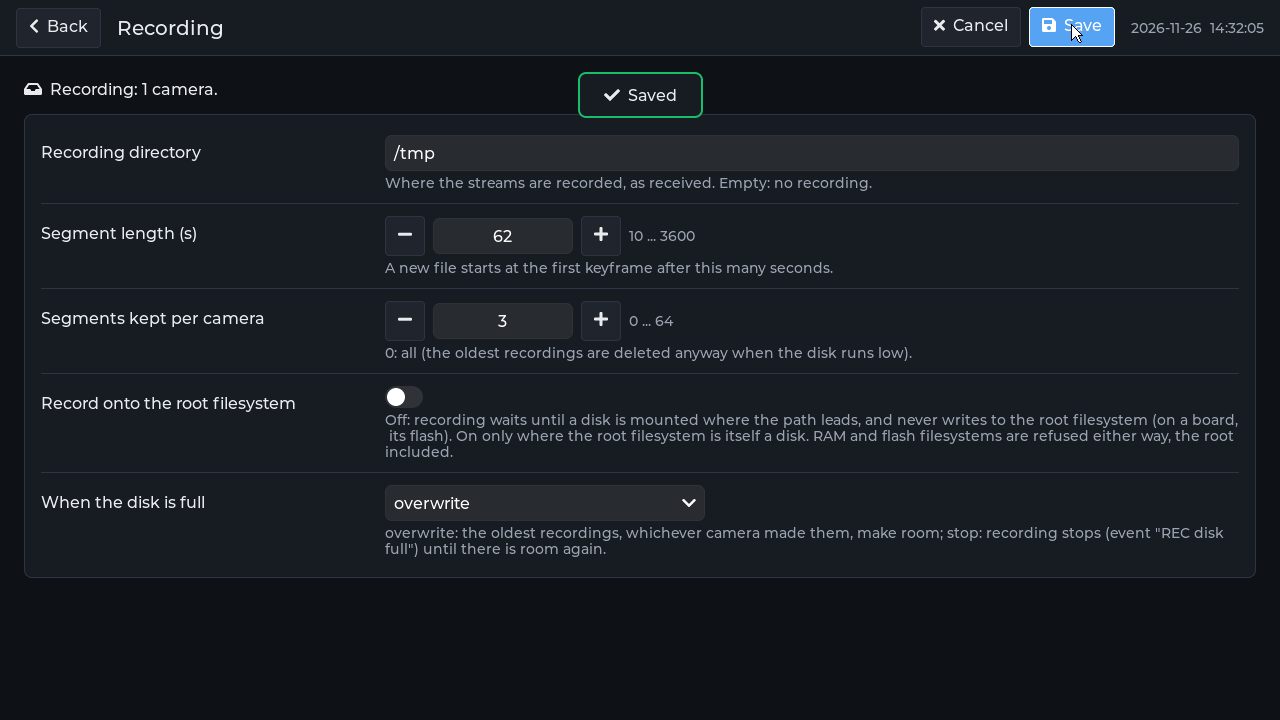 Back
Recording
Cancel
Save
2026-11-26 14:32:05
Recording: 1 camera.
Saved
Recording directory
/tmp
Where the streams are recorded, as received. Empty: no recording.
Segment length (s)
62
10 ... 3600
A new file starts at the first keyframe after this many seconds.
Segments kept per camera
3
0 ... 64
0: all (the oldest recordings are deleted anyway when the disk runs low).
Record onto the root filesystem
Off: recording waits until a disk is mounted where the path leads, and never writes to the root filesystem (on a board,
its flash). On only where the root filesystem is itself a disk. RAM and flash filesystems are refused either way, the root
included.
When the disk is full
overwrite
overwrite: the oldest recordings, whichever camera made them, make room; stop: recording stops (event "REC disk
full") until there is room again.